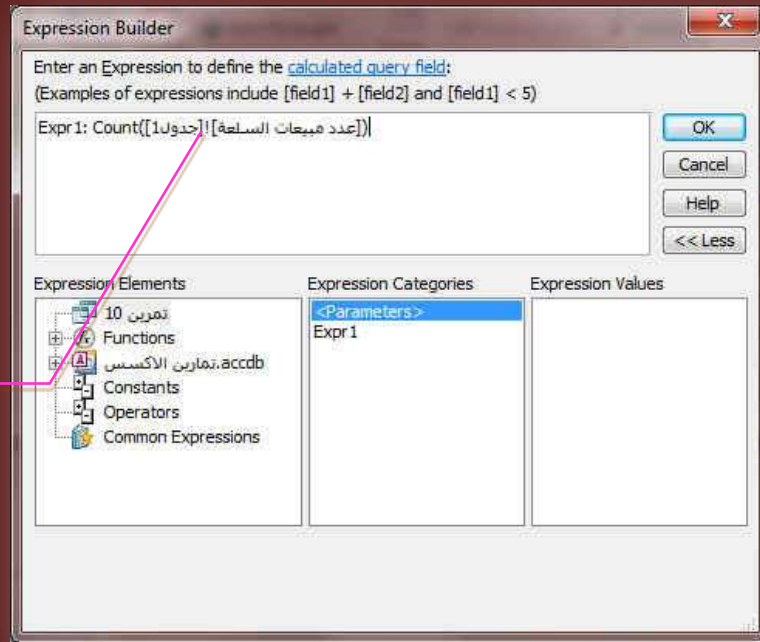 Expression Builder
Enter an Expression to define the calculated query field:
(Examples of expressions include [field1] + [field2] and [field1] < 5)
Expr1: Count([جدول1]![عدد مبيعات السلعة])
OK
Cancel
Help
<< Less
Expression Elements
Expression Categories
Expression Values
تمرين 10
Functions
تمارين الاكسس.accdb
Constants
Operators
Common Expressions
<Parameters>
Expr1